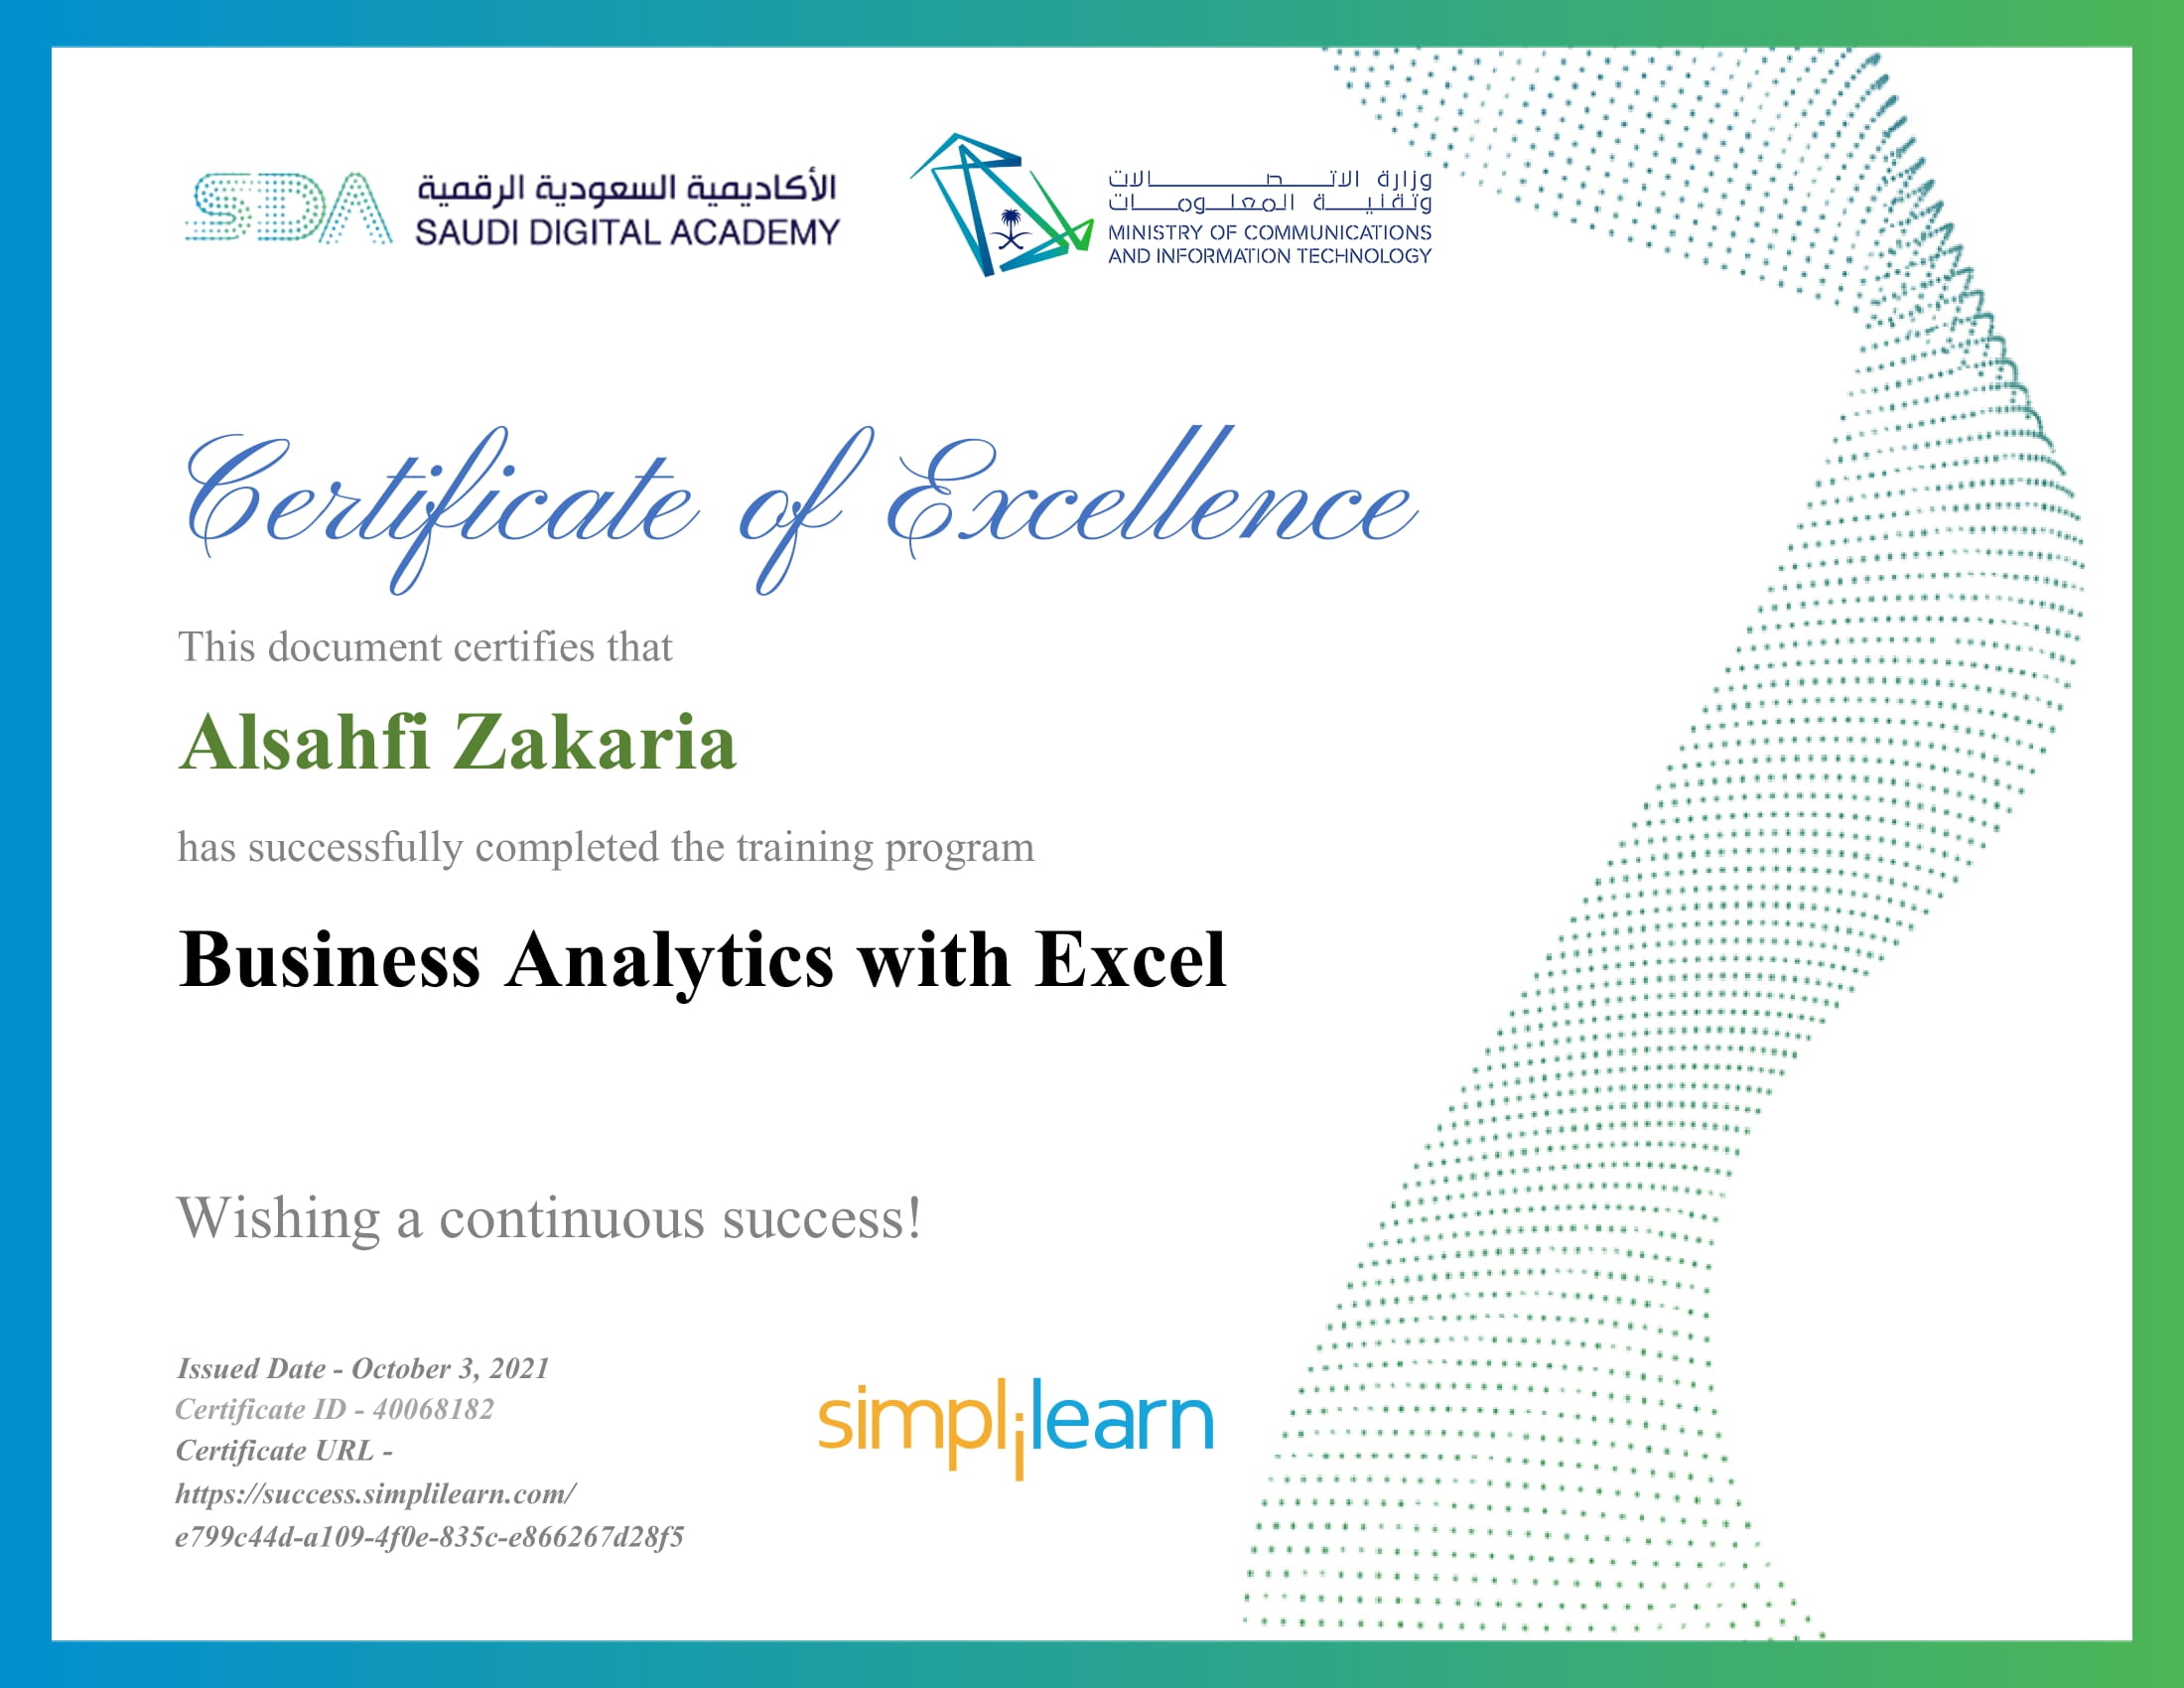 SDA
الأكاديمية السعودية الرقمية
SAUDI DIGITAL ACADEMY
وزارة الاتصالات
وتقنية المعلومات
MINISTRY OF COMMUNICATIONS
AND INFORMATION TECHNOLOGY
Certificate of Excellence
This document certifies that
Alsahfi Zakaria
has successfully completed the training program
Business Analytics with Excel
Wishing a continuous success!
Issued Date - October 3, 2021
Certificate ID - 40068182
Certificate URL -
https://success.simplilearn.com/
e799c44d-a109-4f0e-835c-e866267d28f5
simplilearn